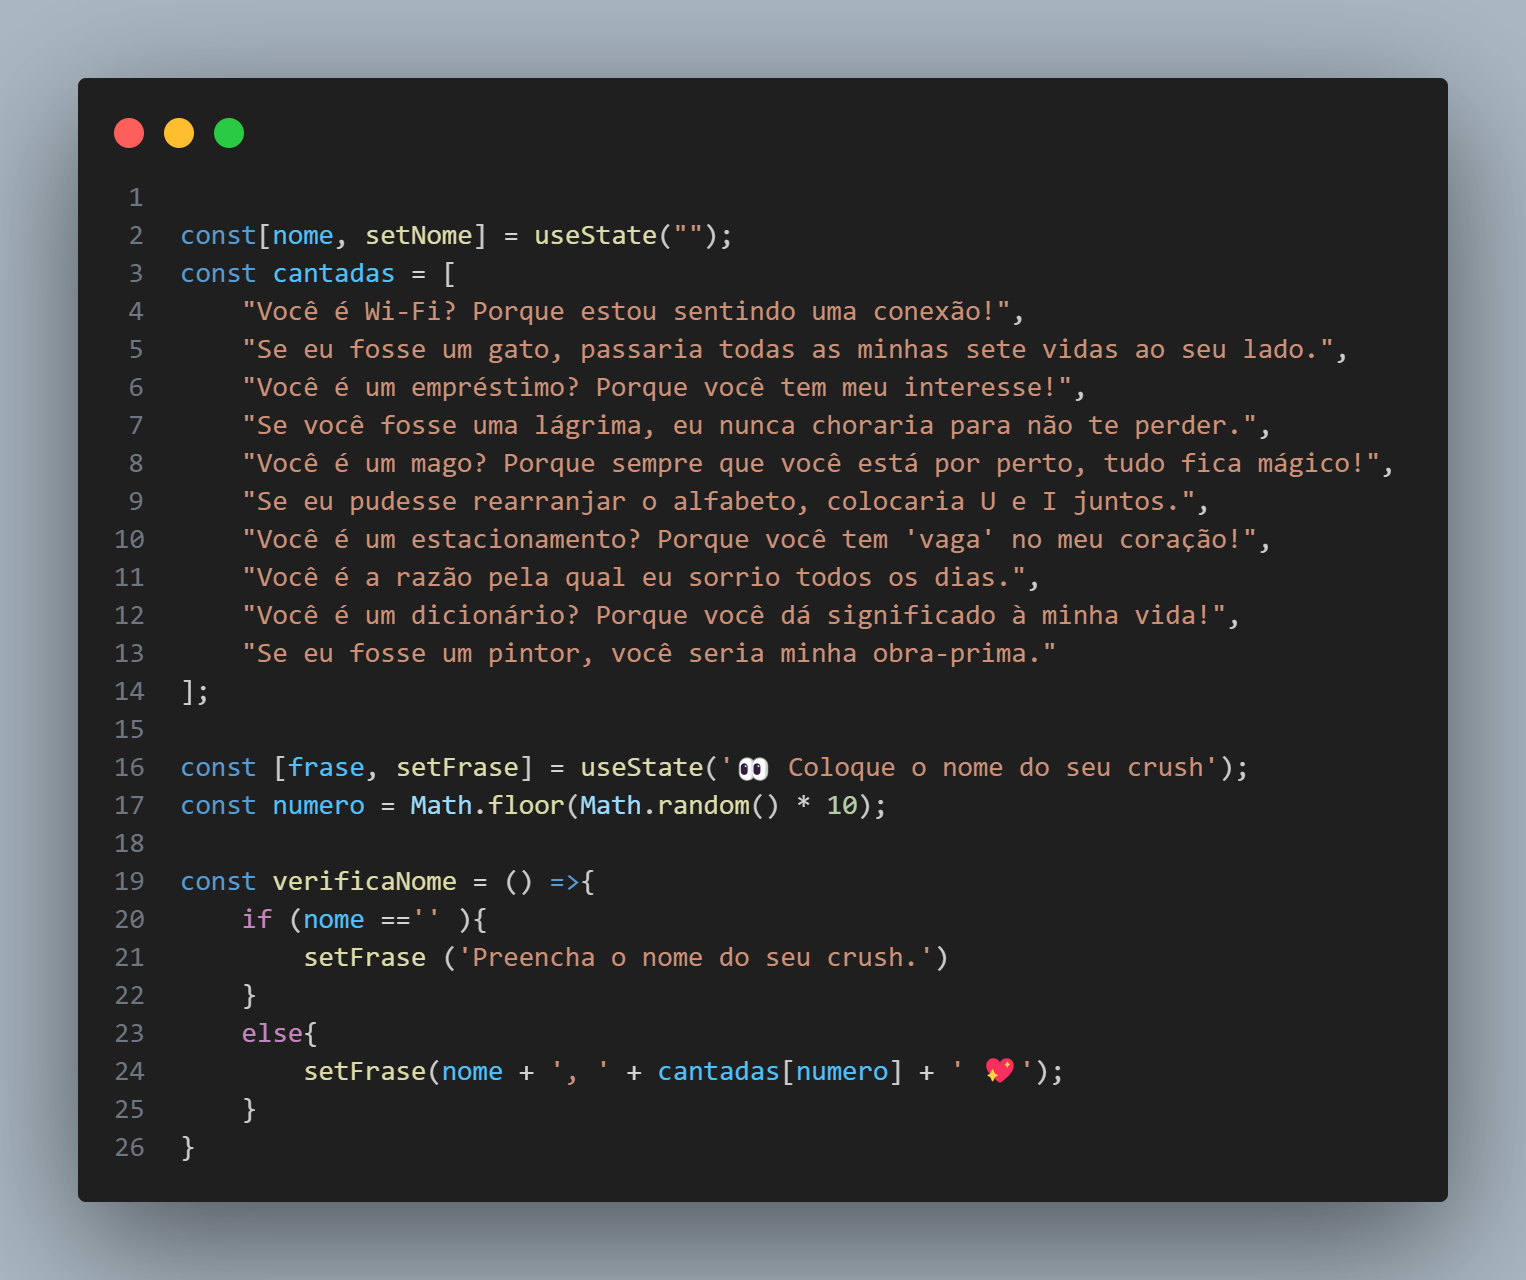 1
2 const[nome, setNome] = useState("");
3 const cantadas = [
4     "Você é Wi-Fi? Porque estou sentindo uma conexão!",
5     "Se eu fosse um gato, passaria todas as minhas sete vidas ao seu lado.",
6     "Você é um empréstimo? Porque você tem meu interesse!",
7     "Se você fosse uma lágrima, eu nunca choraria para não te perder.",
8     "Você é um mago? Porque sempre que você está por perto, tudo fica mágico!",
9     "Se eu pudesse rearranjar o alfabeto, colocaria U e I juntos.",
10     "Você é um estacionamento? Porque você tem 'vaga' no meu coração!",
11     "Você é a razão pela qual eu sorrio todos os dias.",
12     "Você é um dicionário? Porque você dá significado à minha vida!",
13     "Se eu fosse um pintor, você seria minha obra-prima."
14 ];
15
16 const [frase, setFrase] = useState('👀 Coloque o nome do seu crush');
17 const numero = Math.floor(Math.random() * 10);
18
19 const verificaNome = () =>{
20     if (nome =='' ){
21         setFrase ('Preencha o nome do seu crush.')
22     }
23     else{
24         setFrase(nome + ', ' + cantadas[numero] + ' 💖');
25     }
26 }